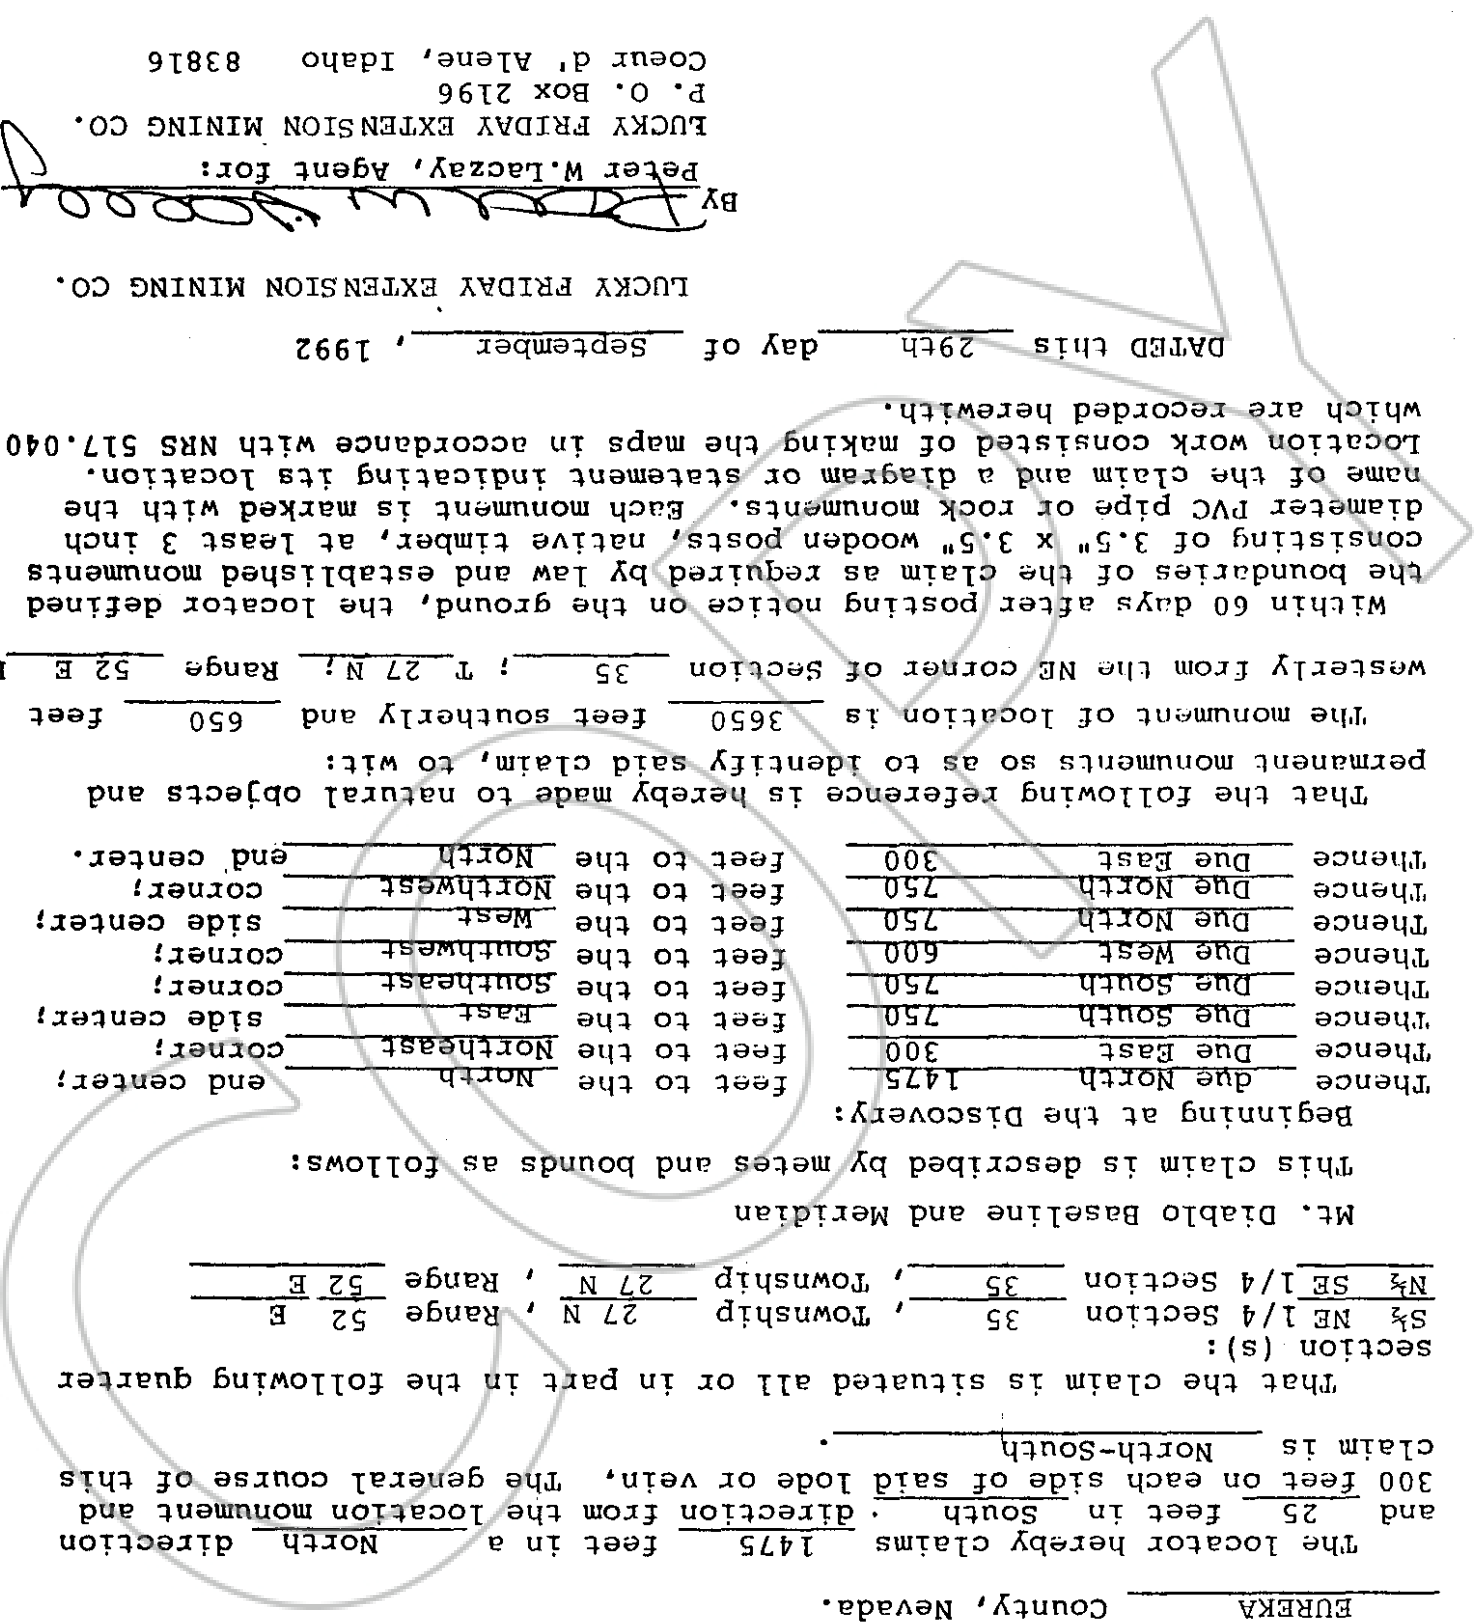 EUREKA County, Nevada.
The locator hereby claims 1475 feet in a North direction
and 25 feet in South . direction from the location monument and
300 feet on each side of said lode or vein, The general course of this
claim is North-South .
That the claim is situated all or in part in the following quarter
section (s):
S½ NE 1/4 Section 35 , Township 27 N , Range 52 E
N½ SE 1/4 Section 35 , Township 27 N , Range 52 E
Mt. Diablo Baseline and Meridian
This claim is described by metes and bounds as follows:
Beginning at the Discovery:
Thence due North 1475 feet to the North end center;
Thence Due East 300 feet to the Northeast corner;
Thence Due South 750 feet to the East side center;
Thence Due South 750 feet to the Southeast corner;
Thence Due West 600 feet to the Southwest corner;
Thence Due North 750 feet to the West side center;
Thence Due North 750 feet to the Northwest corner;
Thence Due East 300 feet to the North end center.
That the following reference is hereby made to natural objects and
permanent monuments so as to identify said claim, to wit:
The monument of location is 3650 feet southerly and 650 feet
westerly from the NE corner of Section 35 ; T 27 N; Range 52 E
Within 60 days after posting notice on the ground, the locator defined
the boundaries of the claim as required by law and established monuments
consisting of 3.5" x 3.5" wooden posts, native timber, at least 3 inch
diameter PVC pipe or rock monuments. Each monument is marked with the
name of the claim and a diagram or statement indicating its location.
Location work consisted of making the maps in accordance with NRS 517.040
which are recorded herewith.
DATED this 29th day of September , 1992
LUCKY FRIDAY EXTENSION MINING CO.
By
Peter W.Laczay, Agent for:
LUCKY FRIDAY EXTENSION MINING CO.
P. O. Box 2196
Coeur d' Alene, Idaho 83816
COPY